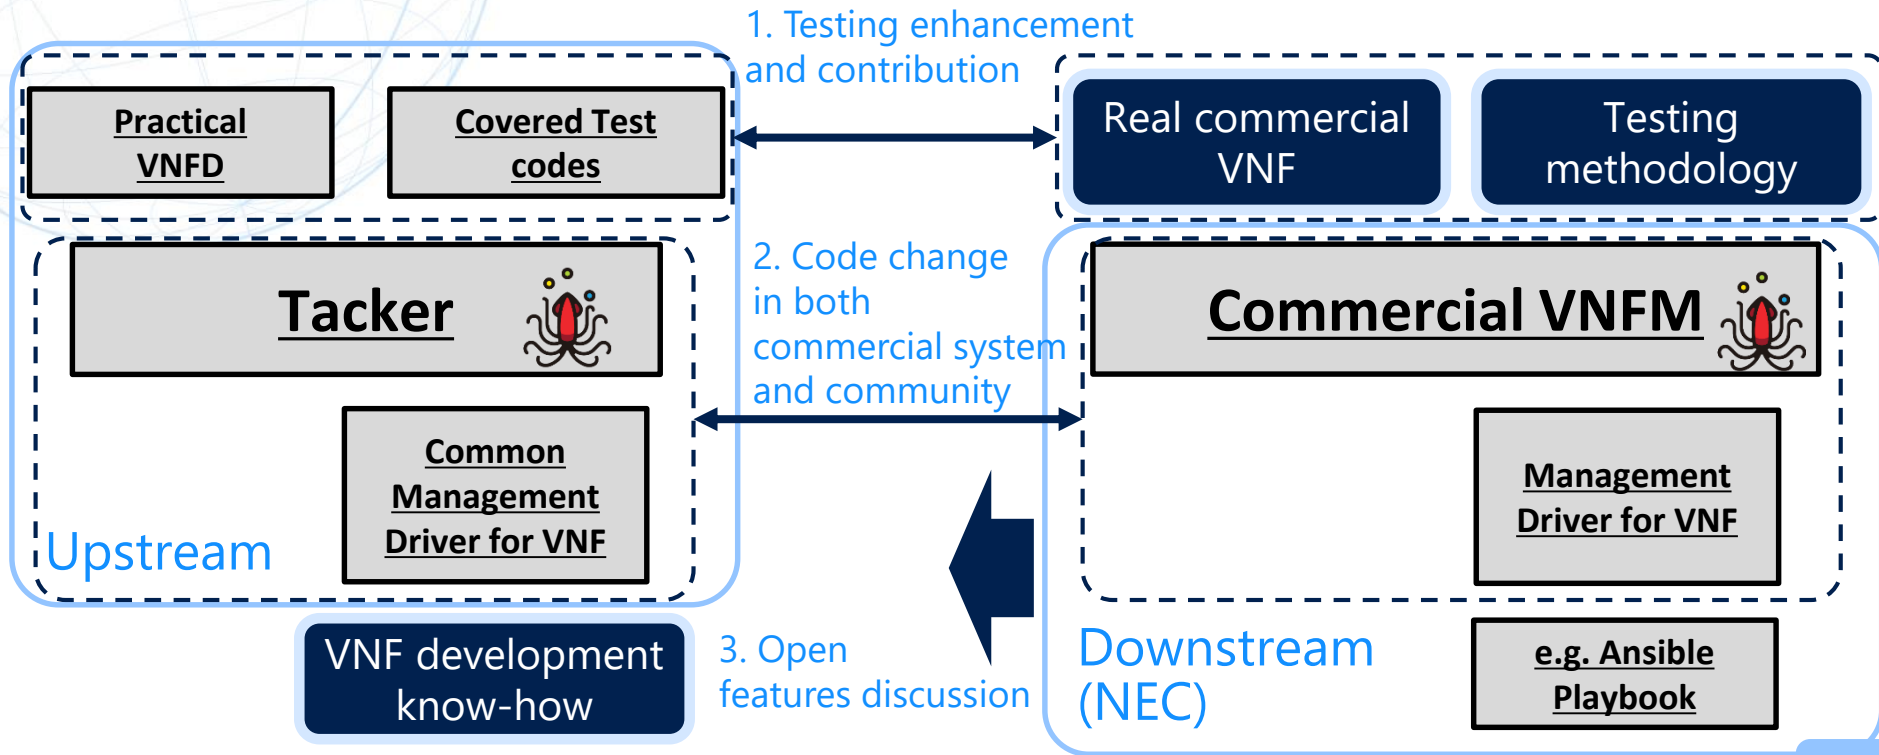 1. Testing enhancement
and contribution
Practical
VNFD
Covered Test
codes
Real commercial
VNF
Testing
methodology
Tacker
2. Code change
in both
commercial system
and community
Commercial VNFM
Common
Management
Driver for VNF
Management
Driver for VNF
Upstream
VNF development
know-how
3. Open
features discussion
Downstream
(NEC)
e.g. Ansible
Playbook